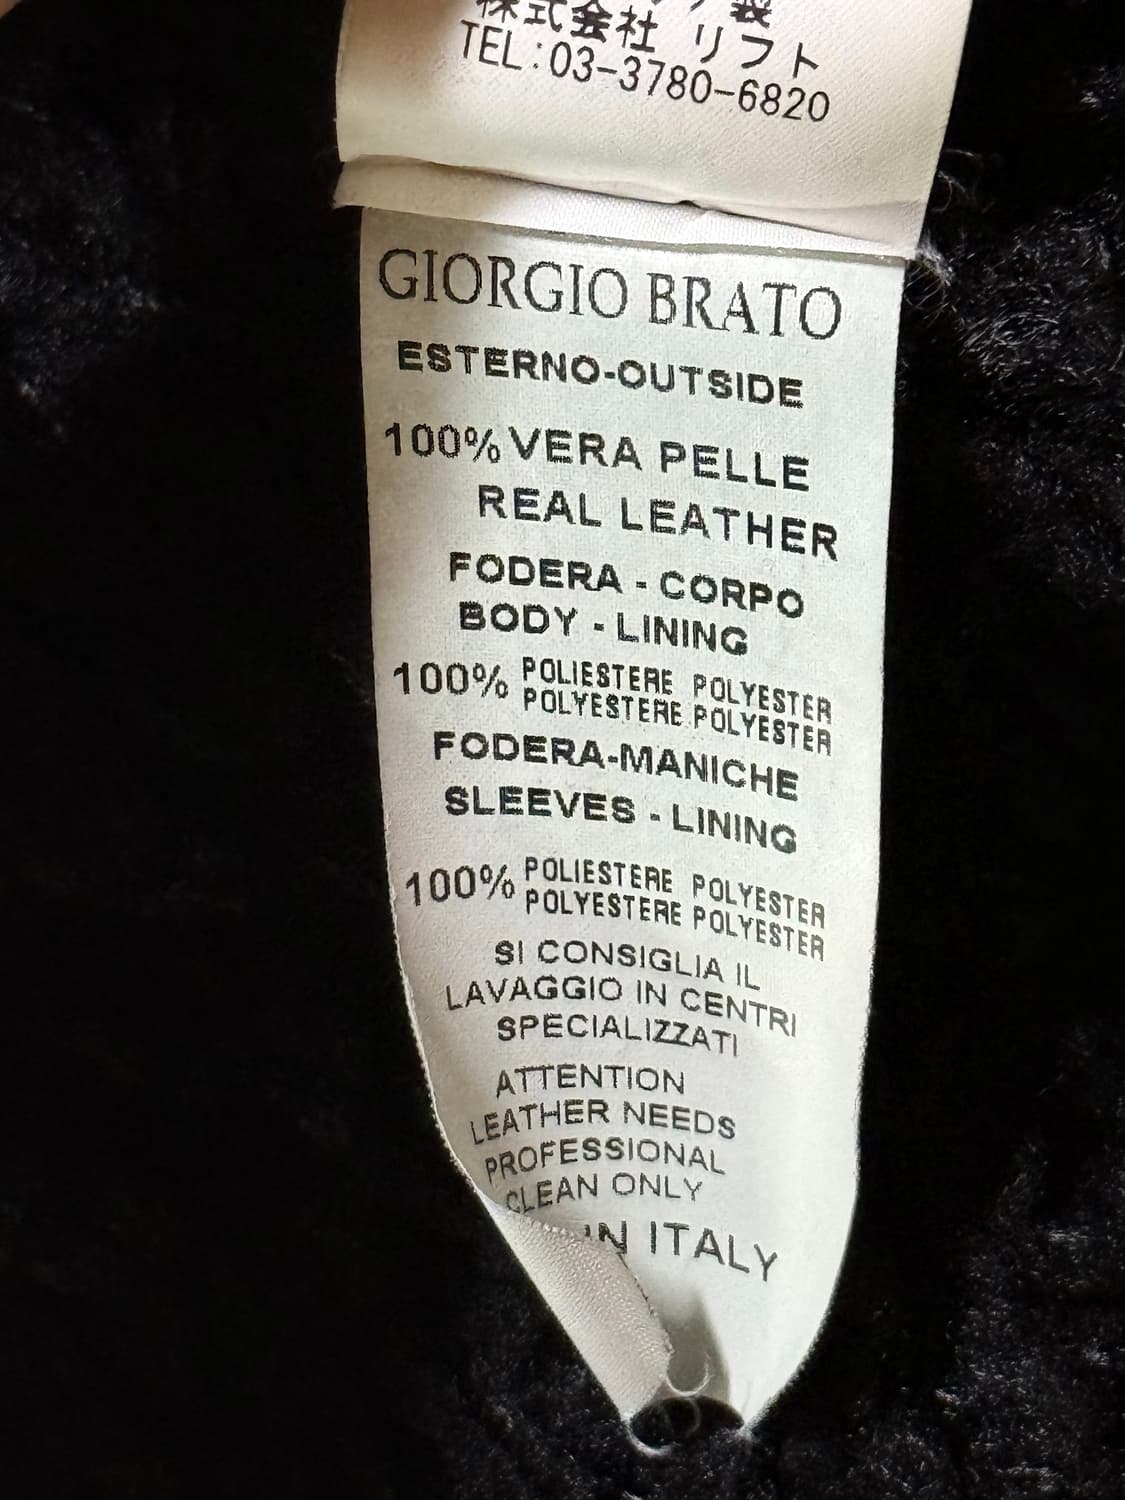 製
株式会社 リフト
TEL:03-3780-6820
GIORGIO BRATO
ESTERNO-OUTSIDE
100% VERA PELLE
REAL LEATHER
FODERA - CORPO
BODY - LINING
100% POLIESTERE POLYESTER
POLYESTERE POLYESTER
FODERA-MANICHE
SLEEVES - LINING
100% POLIESTERE POLYESTER
POLYESTERE POLYESTER
SI CONSIGLIA IL
LAVAGGIO IN CENTRI
SPECIALIZZATI
ATTENTION
LEATHER NEEDS
PROFESSIONAL
CLEAN ONLY
IN ITALY